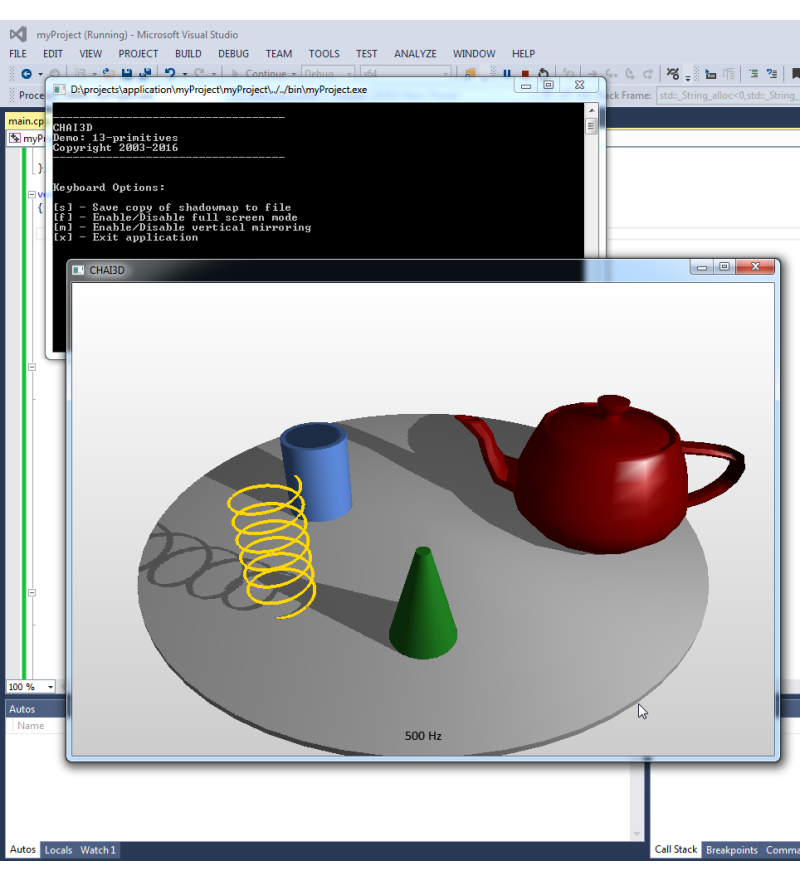 myProject (Running) - Microsoft Visual Studio
FILE EDIT VIEW PROJECT BUILD DEBUG TEAM TOOLS TEST ANALYZE WINDOW HELP
Continue Debug x64
D:\projects\application\myProject\myProject\../../bin\myProject.exe
Proce
ck Frame: std::_String_alloc<0,std::_String_
main.cp
myP
CHAI3D
Demo: 13-primitives
Copyright 2003-2016
Keyboard Options:
[s] - Save copy of shadowmap to file
[f] - Enable/Disable full screen mode
[m] - Enable/Disable vertical mirroring
[x] - Exit application
CHAI3D
500 Hz
100 %
Autos
Name
Autos Locals Watch 1
Call Stack Breakpoints Comma